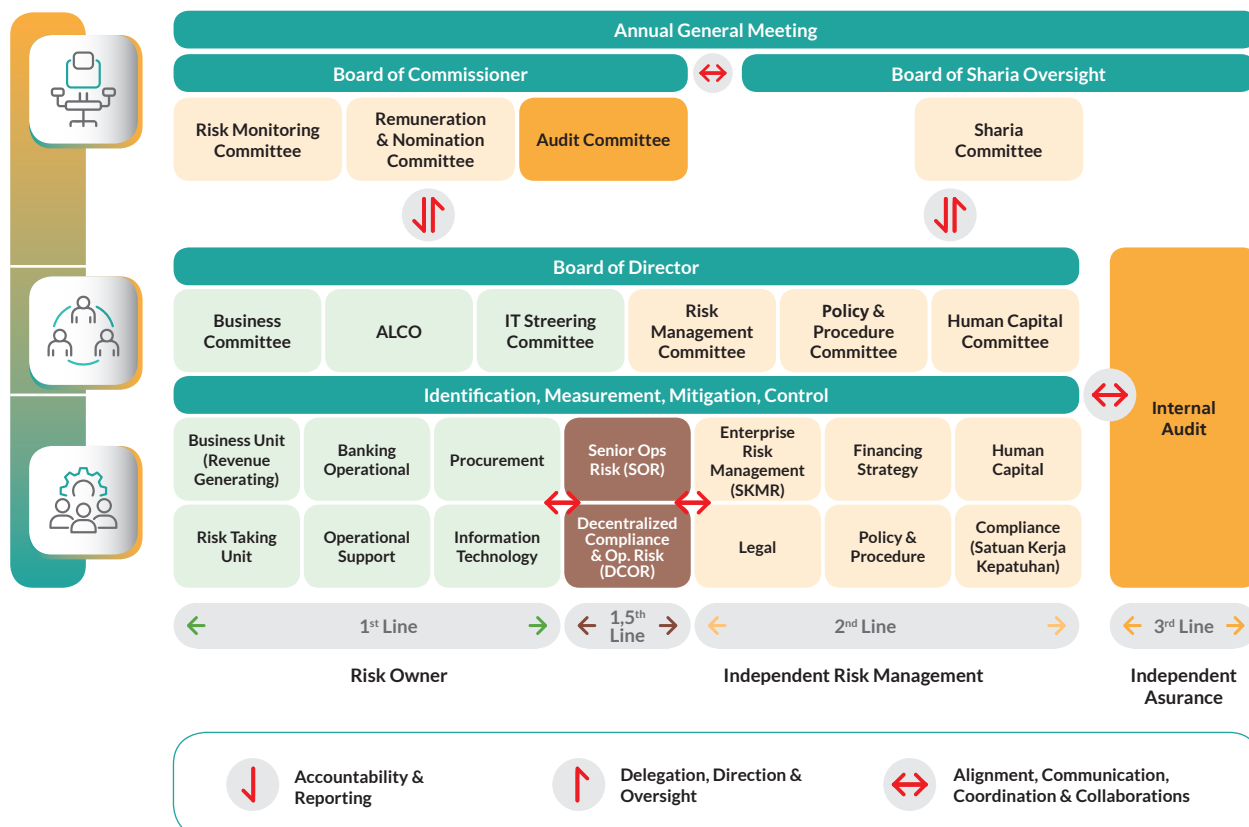 Annual General Meeting
Board of Commissioner
Board of Sharia Oversight
Risk Monitoring
Committee
Remuneration
& Nomination
Committee
Audit Committee
Sharia
Committee
Board of Director
Business
Committee
ALCO
IT Streering
Committee
Risk
Management
Committee
Policy &
Procedure
Committee
Human Capital
Committee
Identification, Measurement, Mitigation, Control
Internal
Audit
Business Unit
(Revenue
Generating)
Banking
Operational
Procurement
Senior Ops
Risk (SOR)
Enterprise
Risk
Management
(SKMR)
Financing
Strategy
Human
Capital
Risk Taking
Unit
Operational
Support
Information
Technology
Decentralized
Compliance
& Op. Risk
(DCOR)
Legal
Policy &
Procedure
Compliance
(Satuan Kerja
Kepatuhan)
1st Line
1,5th
Line
2nd Line
3rd Line
Risk Owner
Independent Risk Management
Independent
Asurance
Accountability &
Reporting
Delegation, Direction &
Oversight
Alignment, Communication,
Coordination & Collaborations